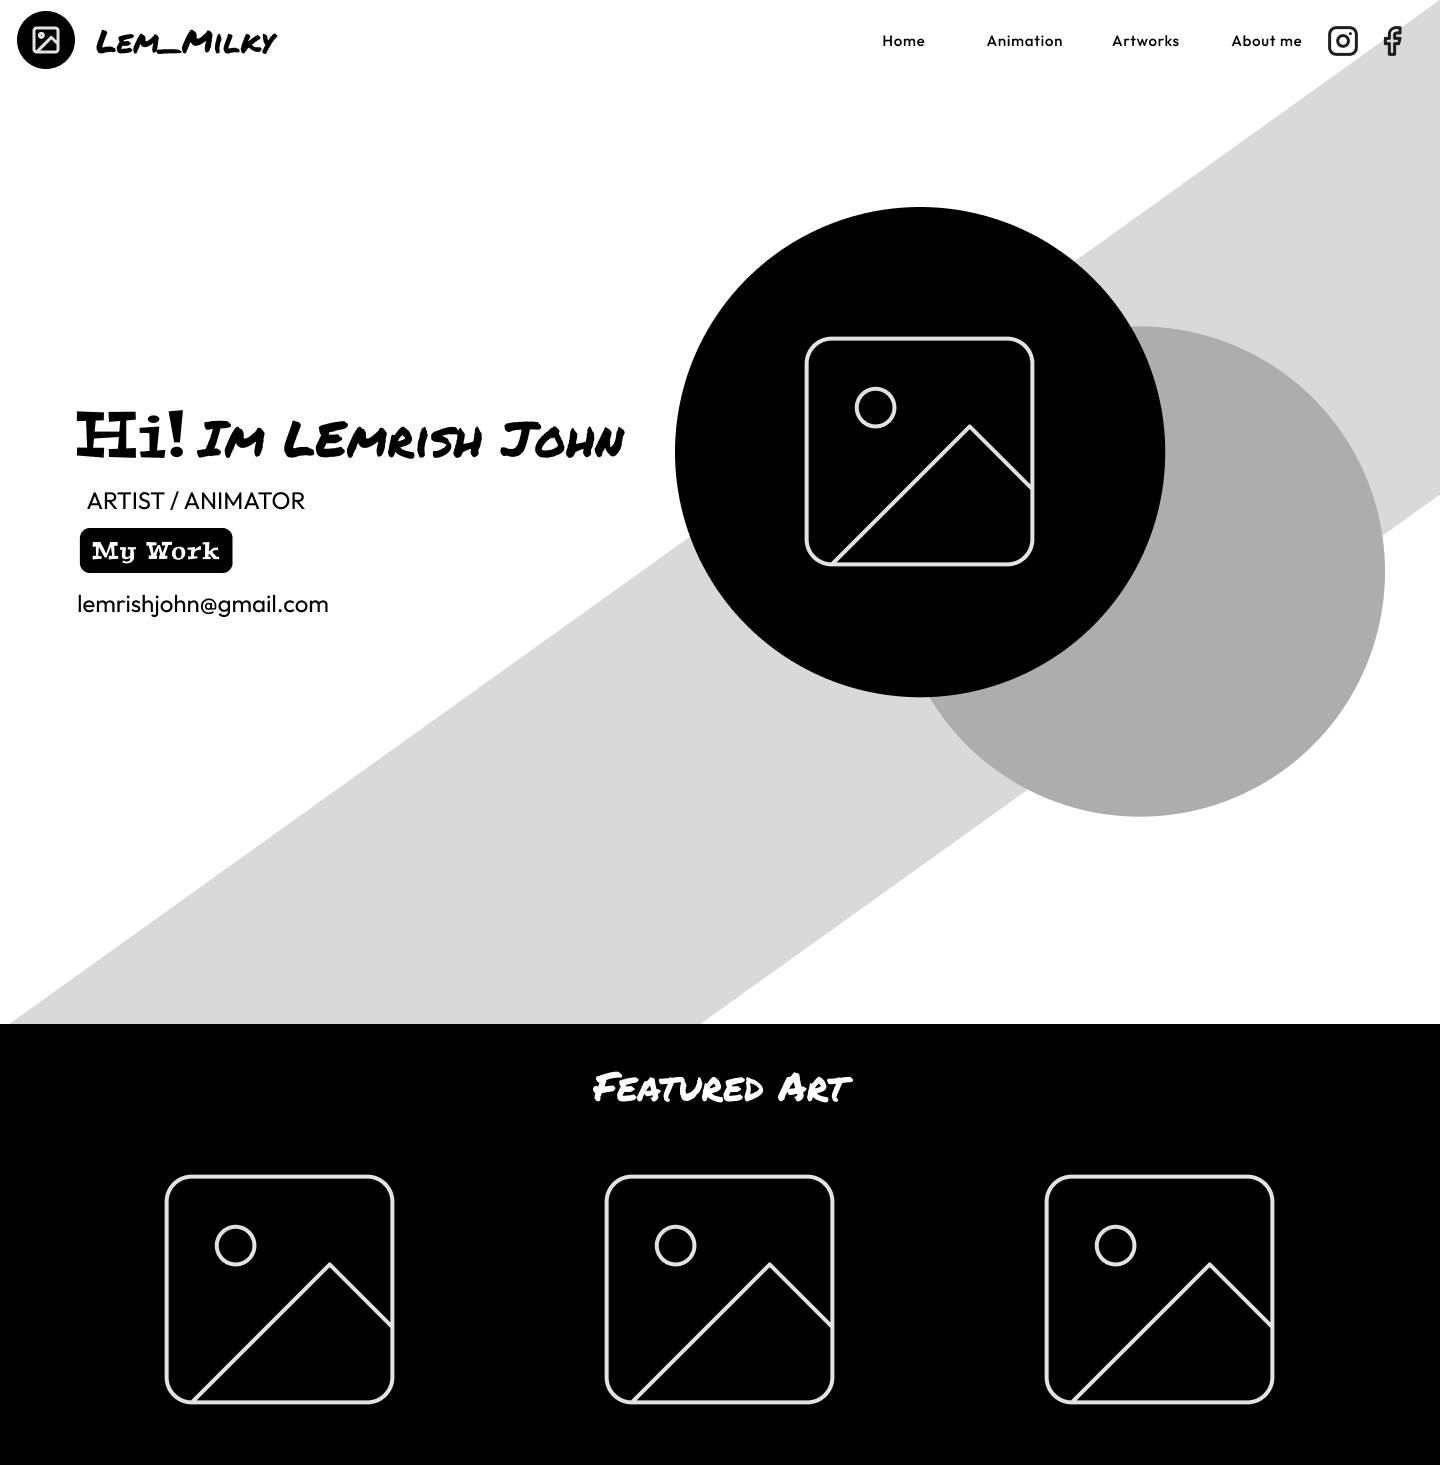 Lem_Milky
Home Animation Artworks About me
Hi! Im LEmrish John
ARTIST / ANIMATOR
My Work
lemrishjohn@gmail.com
Featured Art